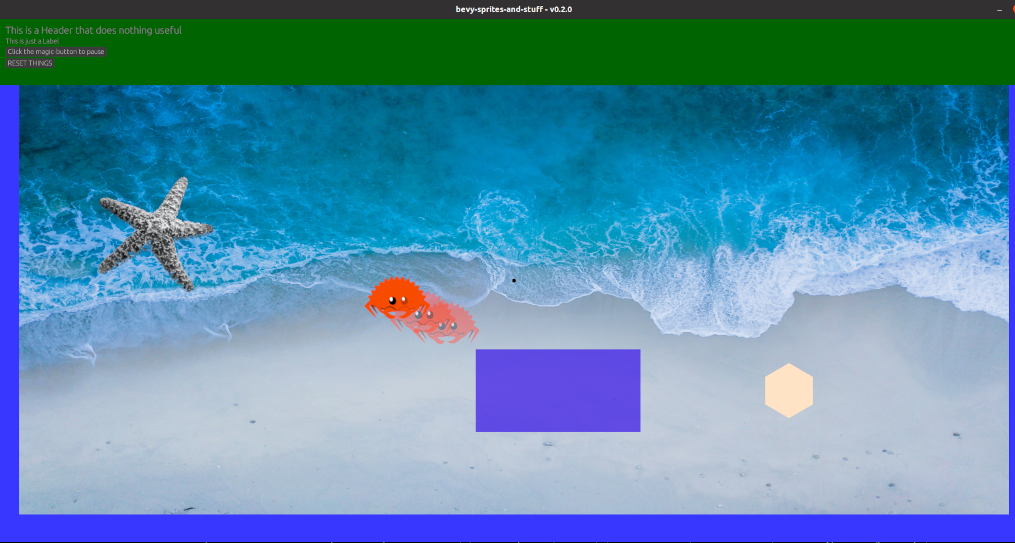 bevy-sprites-and-stuff - v0.2.0
This is a Header that does nothing useful
This is just a Label
Click the magic-button to pause
RESET THINGS